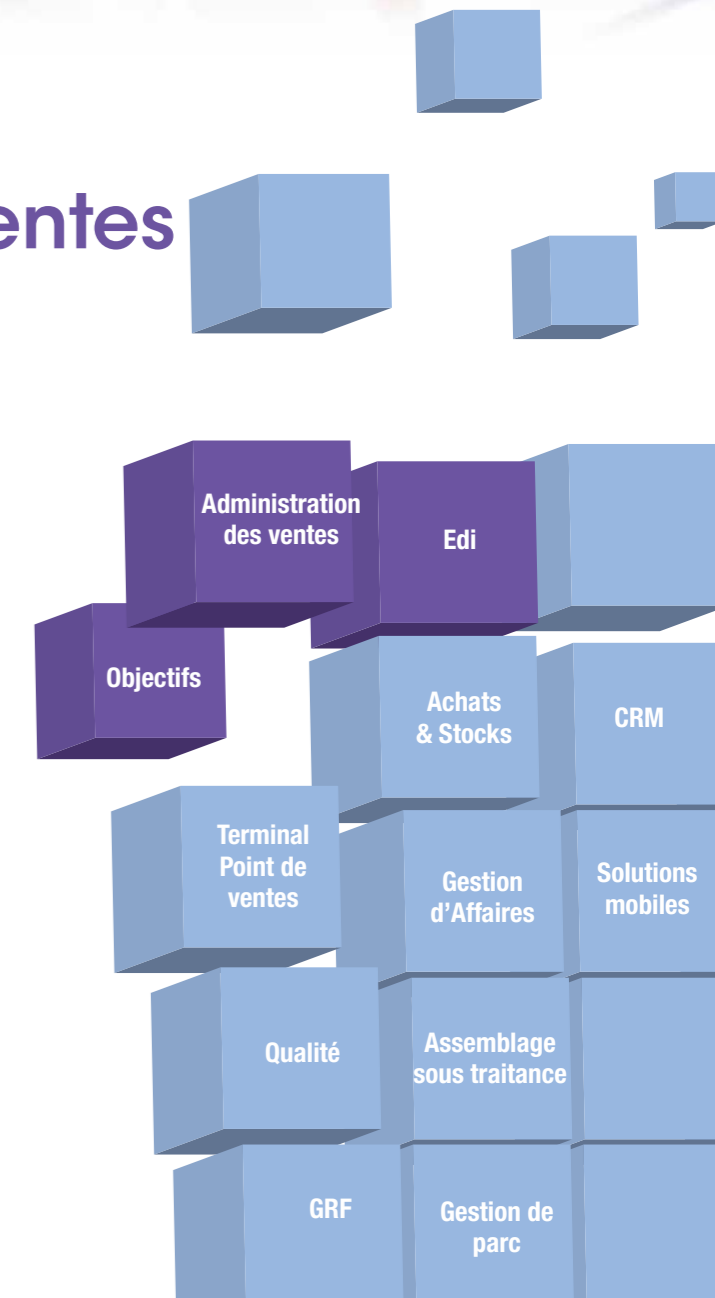 entes
Administration
des ventes
Edi
Objectifs
Achats
& Stocks
CRM
Terminal
Point de
ventes
Gestion
d’Affaires
Solutions
mobiles
Qualité
Assemblage
sous traitance
GRF
Gestion de
parc